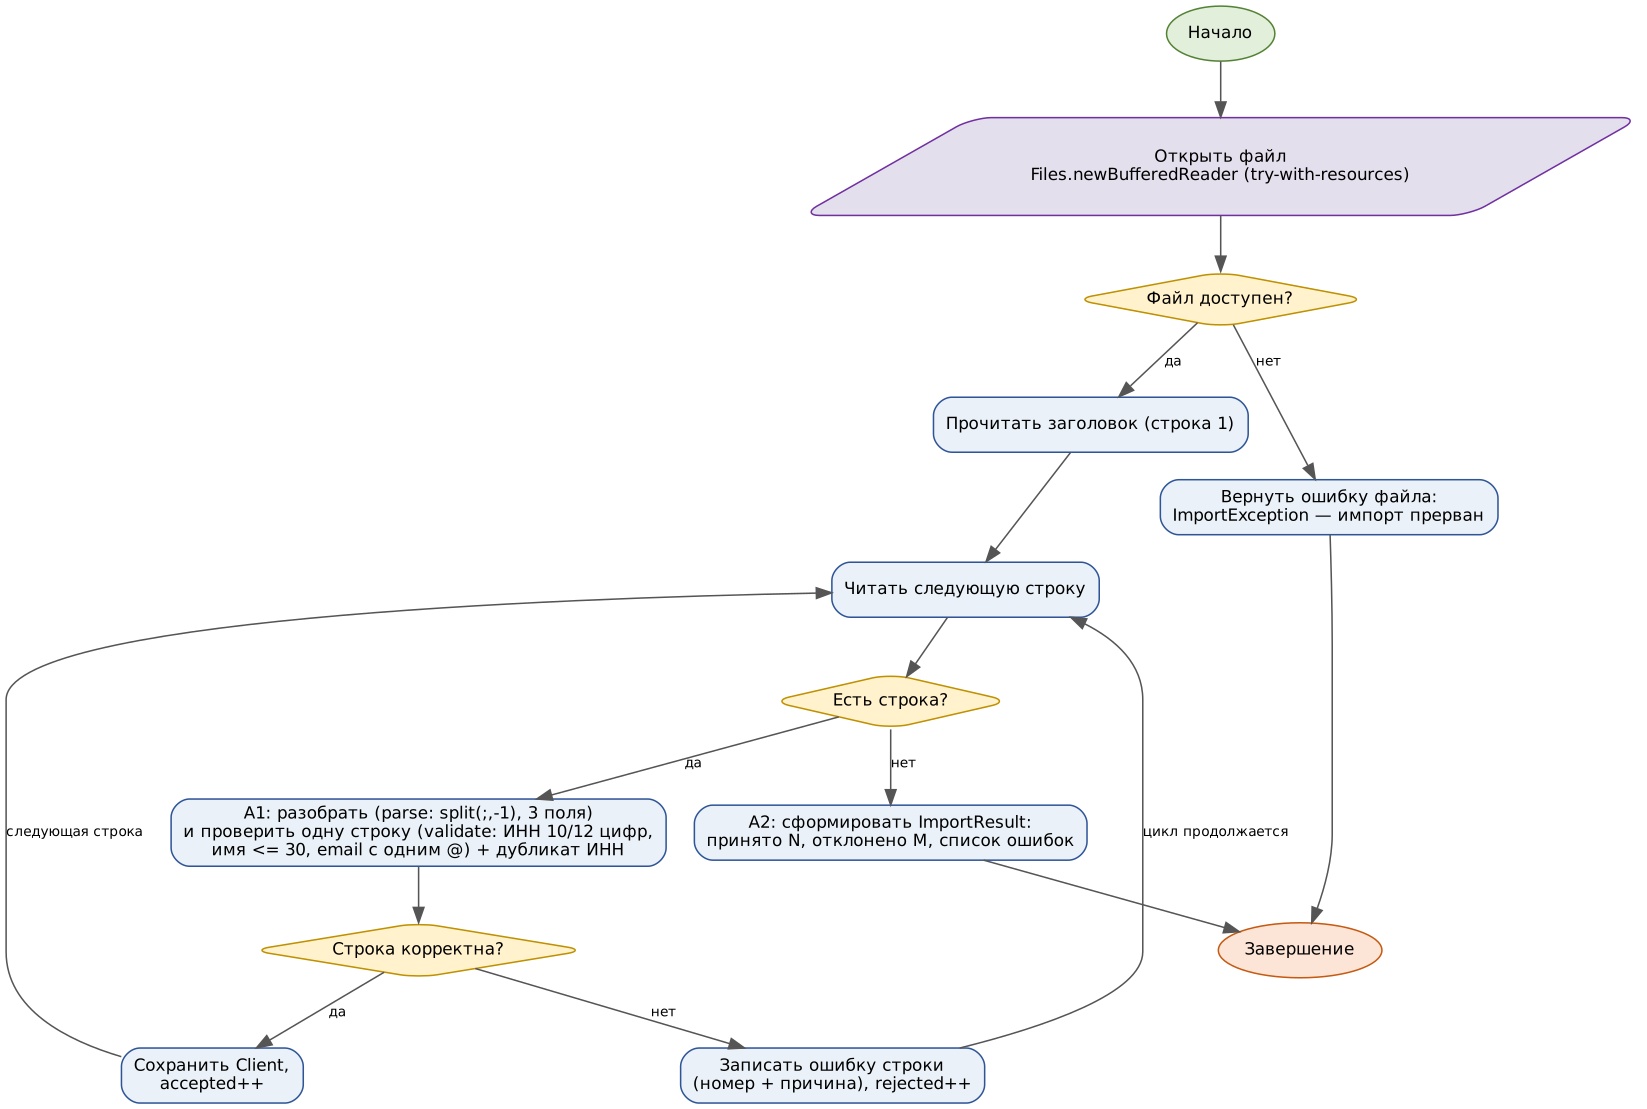 Начало
Открыть файл
Files.newBufferedReader (try-with-resources)
Файл доступен?
да
нет
Прочитать заголовок (строка 1)
Вернуть ошибку файла:
ImportException — импорт прерван
Читать следующую строку
Есть строка?
да
нет
A1: разобрать (parse: split(;,-1), 3 поля)
и проверить одну строку (validate: ИНН 10/12 цифр,
имя <= 30, email с одним @) + дубликат ИНН
A2: сформировать ImportResult:
принято N, отклонено M, список ошибок
следующая строка
цикл продолжается
Строка корректна?
Завершение
да
нет
Сохранить Client,
accepted++
Записать ошибку строки
(номер + причина), rejected++